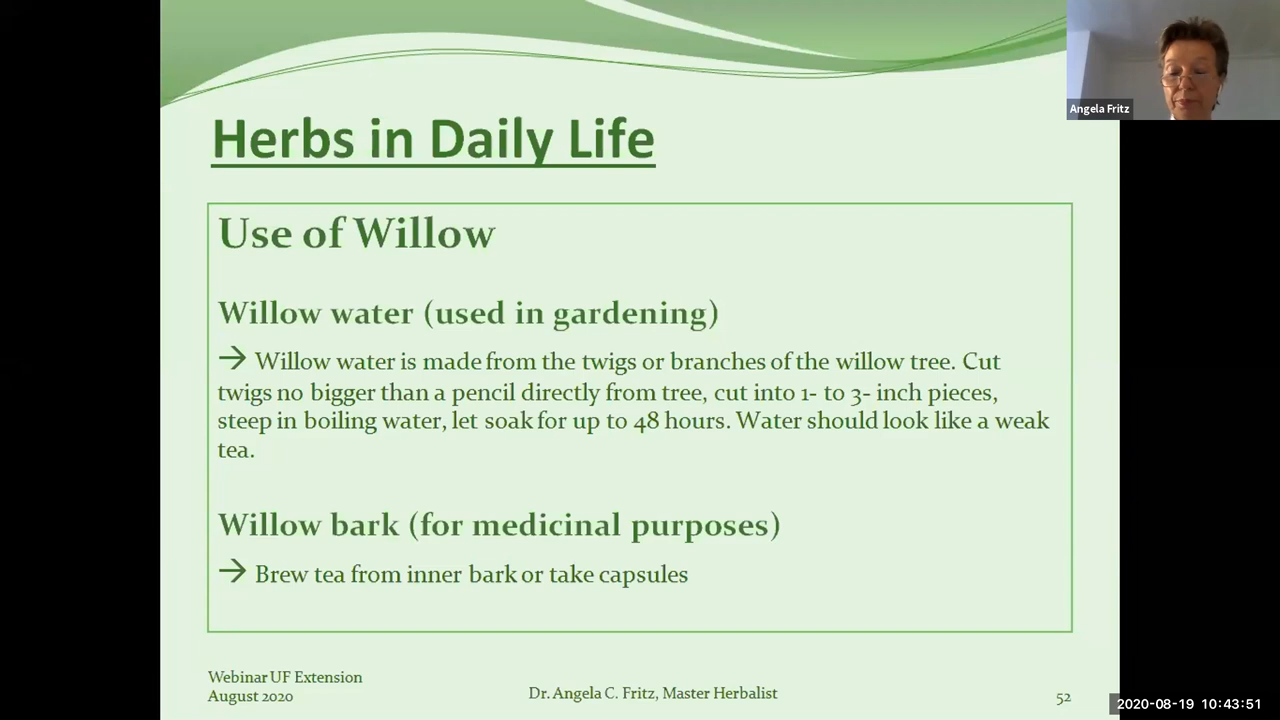 Angela Fritz
Herbs in Daily Life
Use of Willow
Willow water (used in gardening)
→ Willow water is made from the twigs or branches of the willow tree. Cut
twigs no bigger than a pencil directly from tree, cut into 1- to 3- inch pieces,
steep in boiling water, let soak for up to 48 hours. Water should look like a weak
tea.
Willow bark (for medicinal purposes)
→ Brew tea from inner bark or take capsules
Webinar UF Extension
August 2020
Dr. Angela C. Fritz, Master Herbalist
52
2020-08-19 10:43:51